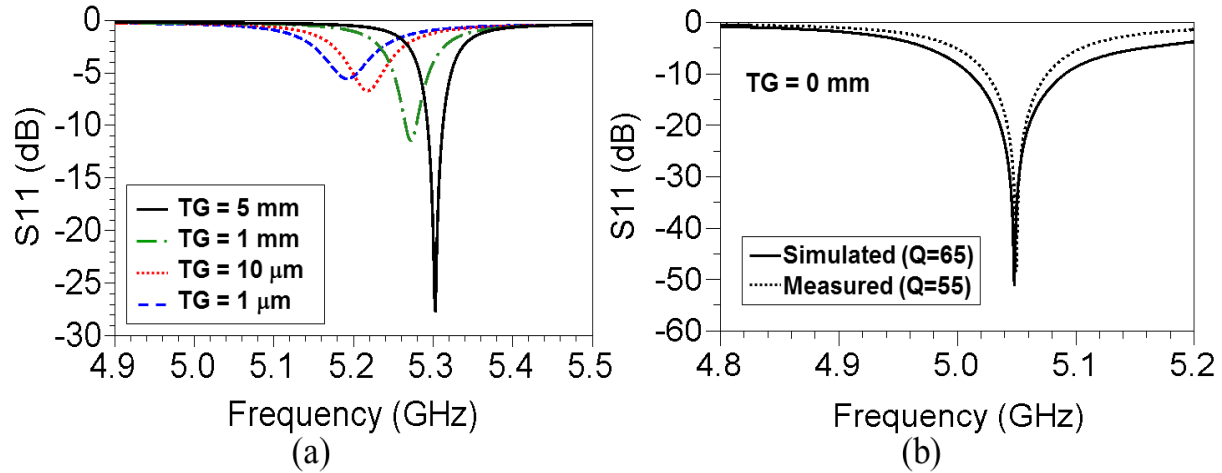 0
-5
-10
-15
-20
-25
-30
S11 (dB)
TG = 5 mm
TG = 1 mm
TG = 10 μm
TG = 1 μm
4.9 5.0 5.1 5.2 5.3 5.4 5.5
Frequency (GHz)
(a)
0
-10
-20
-30
-40
-50
-60
S11 (dB)
TG = 0 mm
Simulated (Q=65)
Measured (Q=55)
4.8 4.9 5.0 5.1 5.2
Frequency (GHz)
(b)